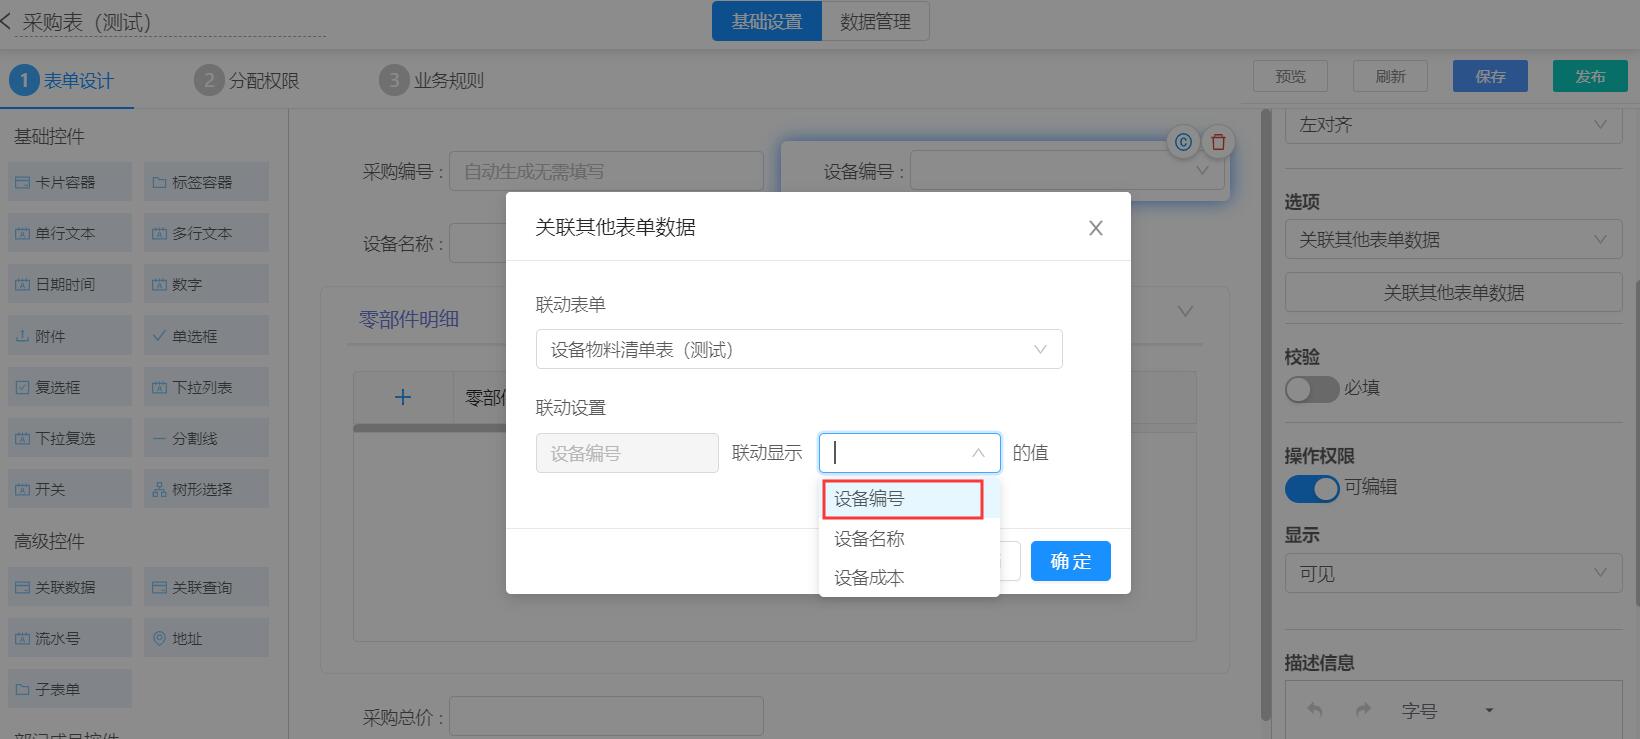 采购表（测试）
基础设置 数据管理
1 表单设计 2 分配权限 3 业务规则
预览 刷新 保存 发布
基础控件
卡片容器 标签容器
单行文本 多行文本
日期时间 数字
附件 单选框
复选框 下拉列表
下拉复选 分割线
开关 树形选择
高级控件
关联数据 关联查询
流水号 地址
子表单
采购编号 : 自动生成无需填写
设备编号 :
设备名称 :
零部件明细
零部
采购总价 :
关联其他表单数据
联动表单
设备物料清单表（测试）
联动设置
设备编号 联动显示 的值
设备编号
设备名称
设备成本
确 定
左对齐
选项
关联其他表单数据
关联其他表单数据
校验
必填
操作权限
可编辑
显示
可见
描述信息
字号